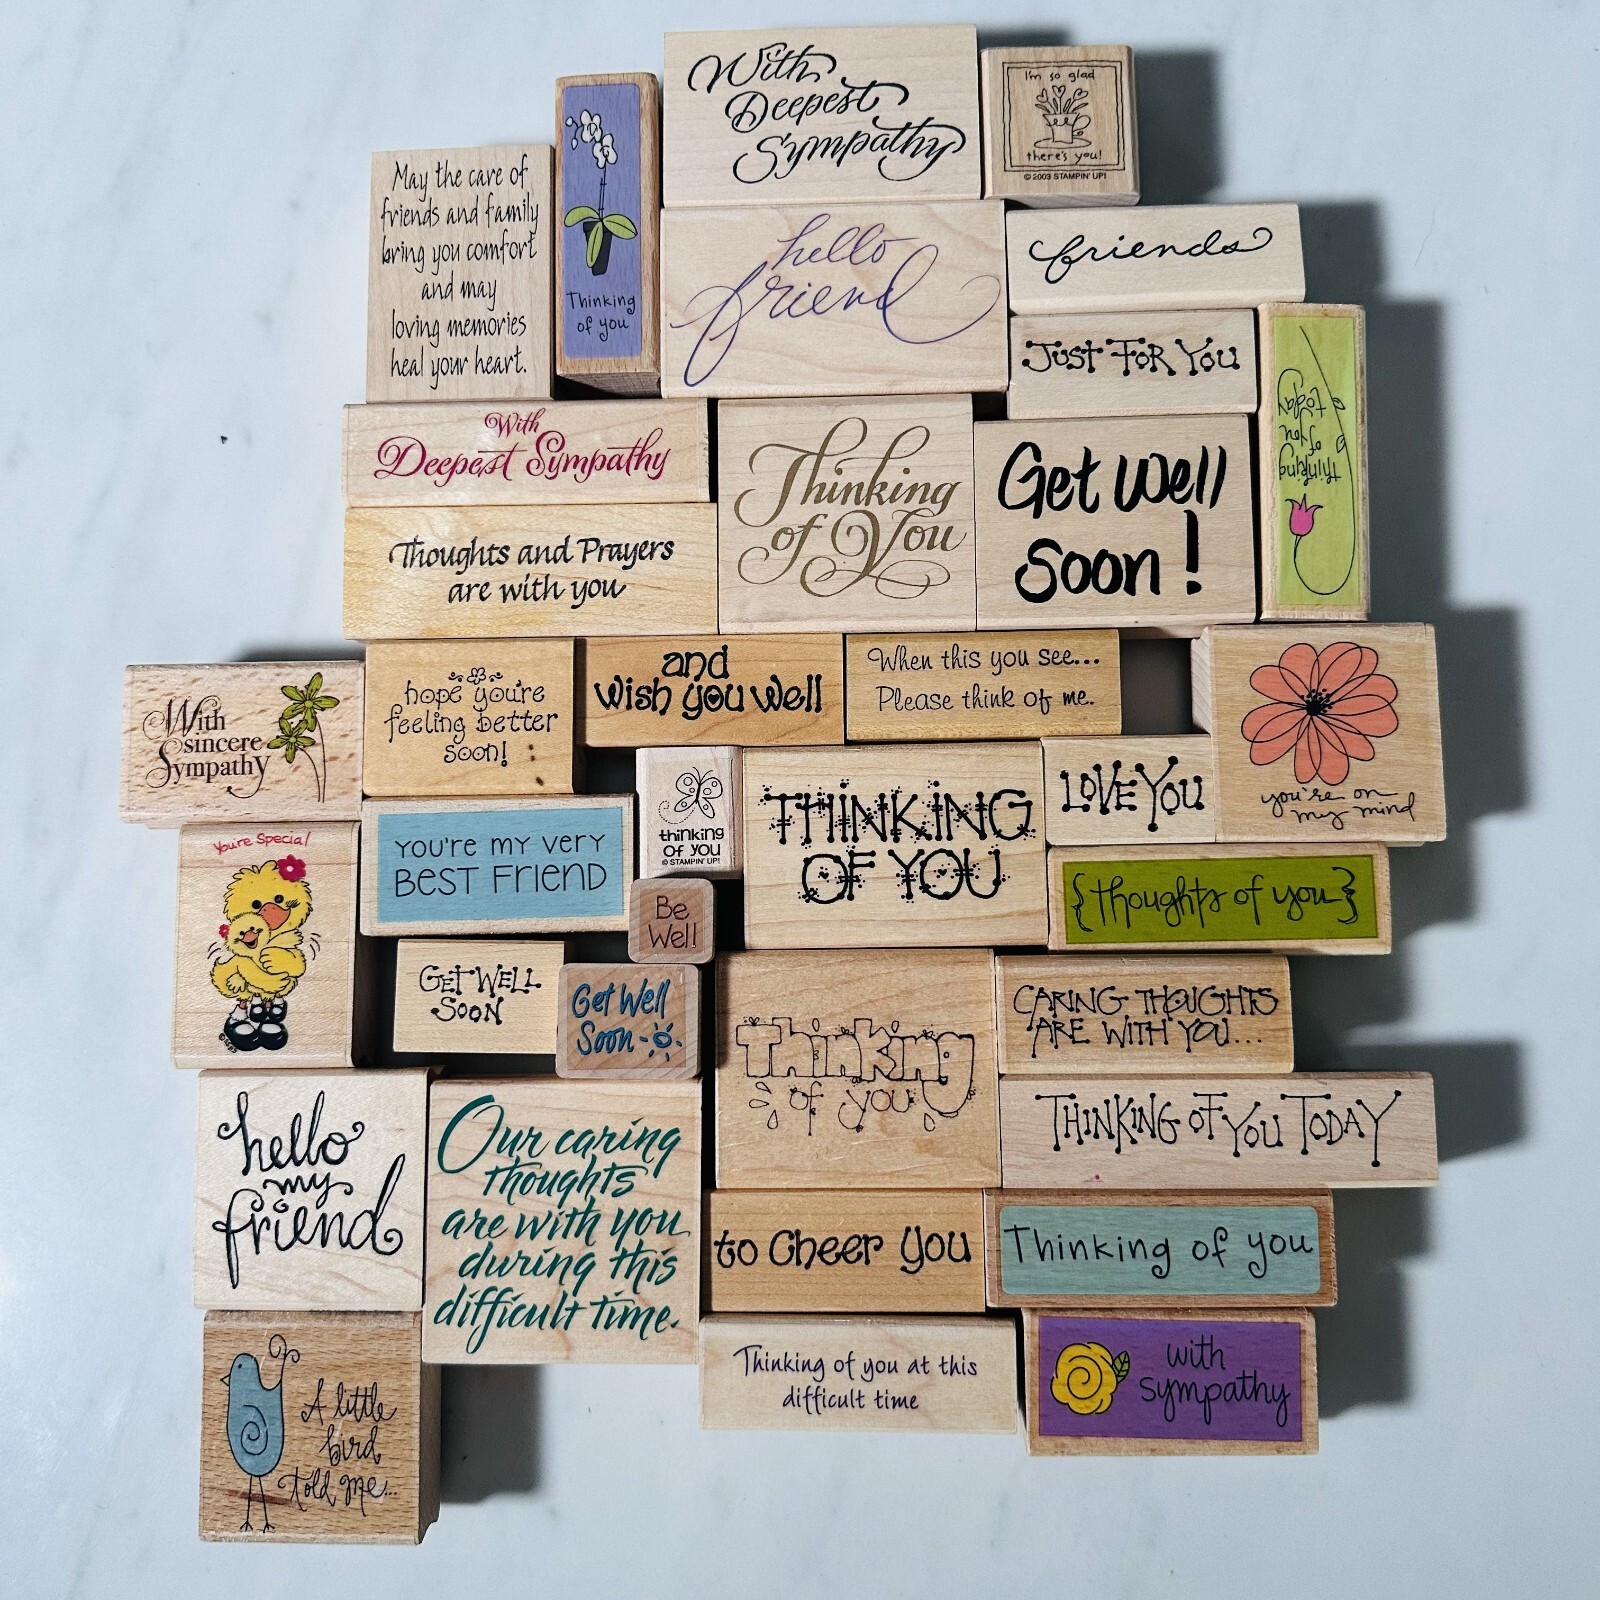 With
Deepest
Sympathy
I'm so glad
there's you!
© 2003 STAMPIN' UP!
May the care of
friends and family
bring you comfort
and may
loving memories
heal your heart.
Thinking
of you
hello
friend
friends
Just For You
Thinking
of you
today
With
Deepest Sympathy
Thinking
of You
Get Well
Soon!
Thoughts and Prayers
are with you
With
sincere
Sympathy
hope you're
feeling better
soon!
and
wish you well
When this you see...
Please think of me.
you're on
my mind
You're Special
You're my very
Best Friend
thinking
of you
© STAMPIN' UP!
THINKING
OF YOU
LOVE YOU
{thoughts of you}
Be
Well
GET WELL
SOON
Get Well
Soon
Thinking
of you
CARING THOUGHTS
ARE WITH YOU...
THINKING OF YOU TODAY
hello
my
friend
Our caring
thoughts
are with you
during this
difficult time.
to Cheer You
Thinking of you
A little
bird
told me...
Thinking of you at this
difficult time
with
sympathy